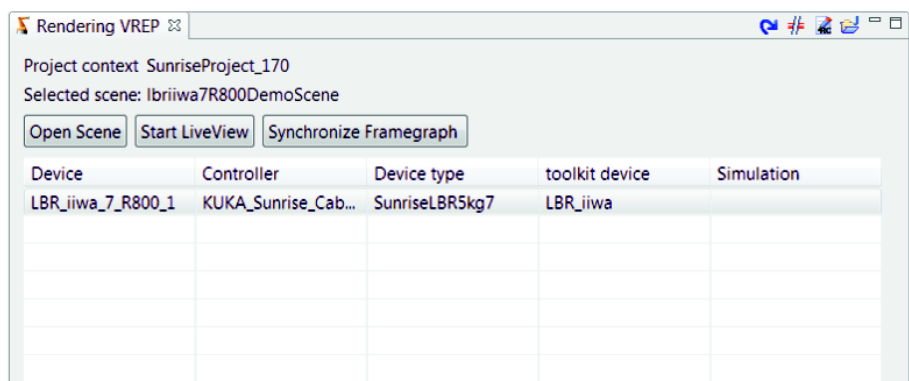 Rendering VREP
Project context SunriseProject_170
Selected scene: lbriiwa7R800DemoScene
Open Scene Start LiveView Synchronize Framegraph
Device Controller Device type toolkit device Simulation
LBR_iiwa_7_R800_1 KUKA_Sunrise_Cab... SunriseLBR5kg7 LBR_iiwa